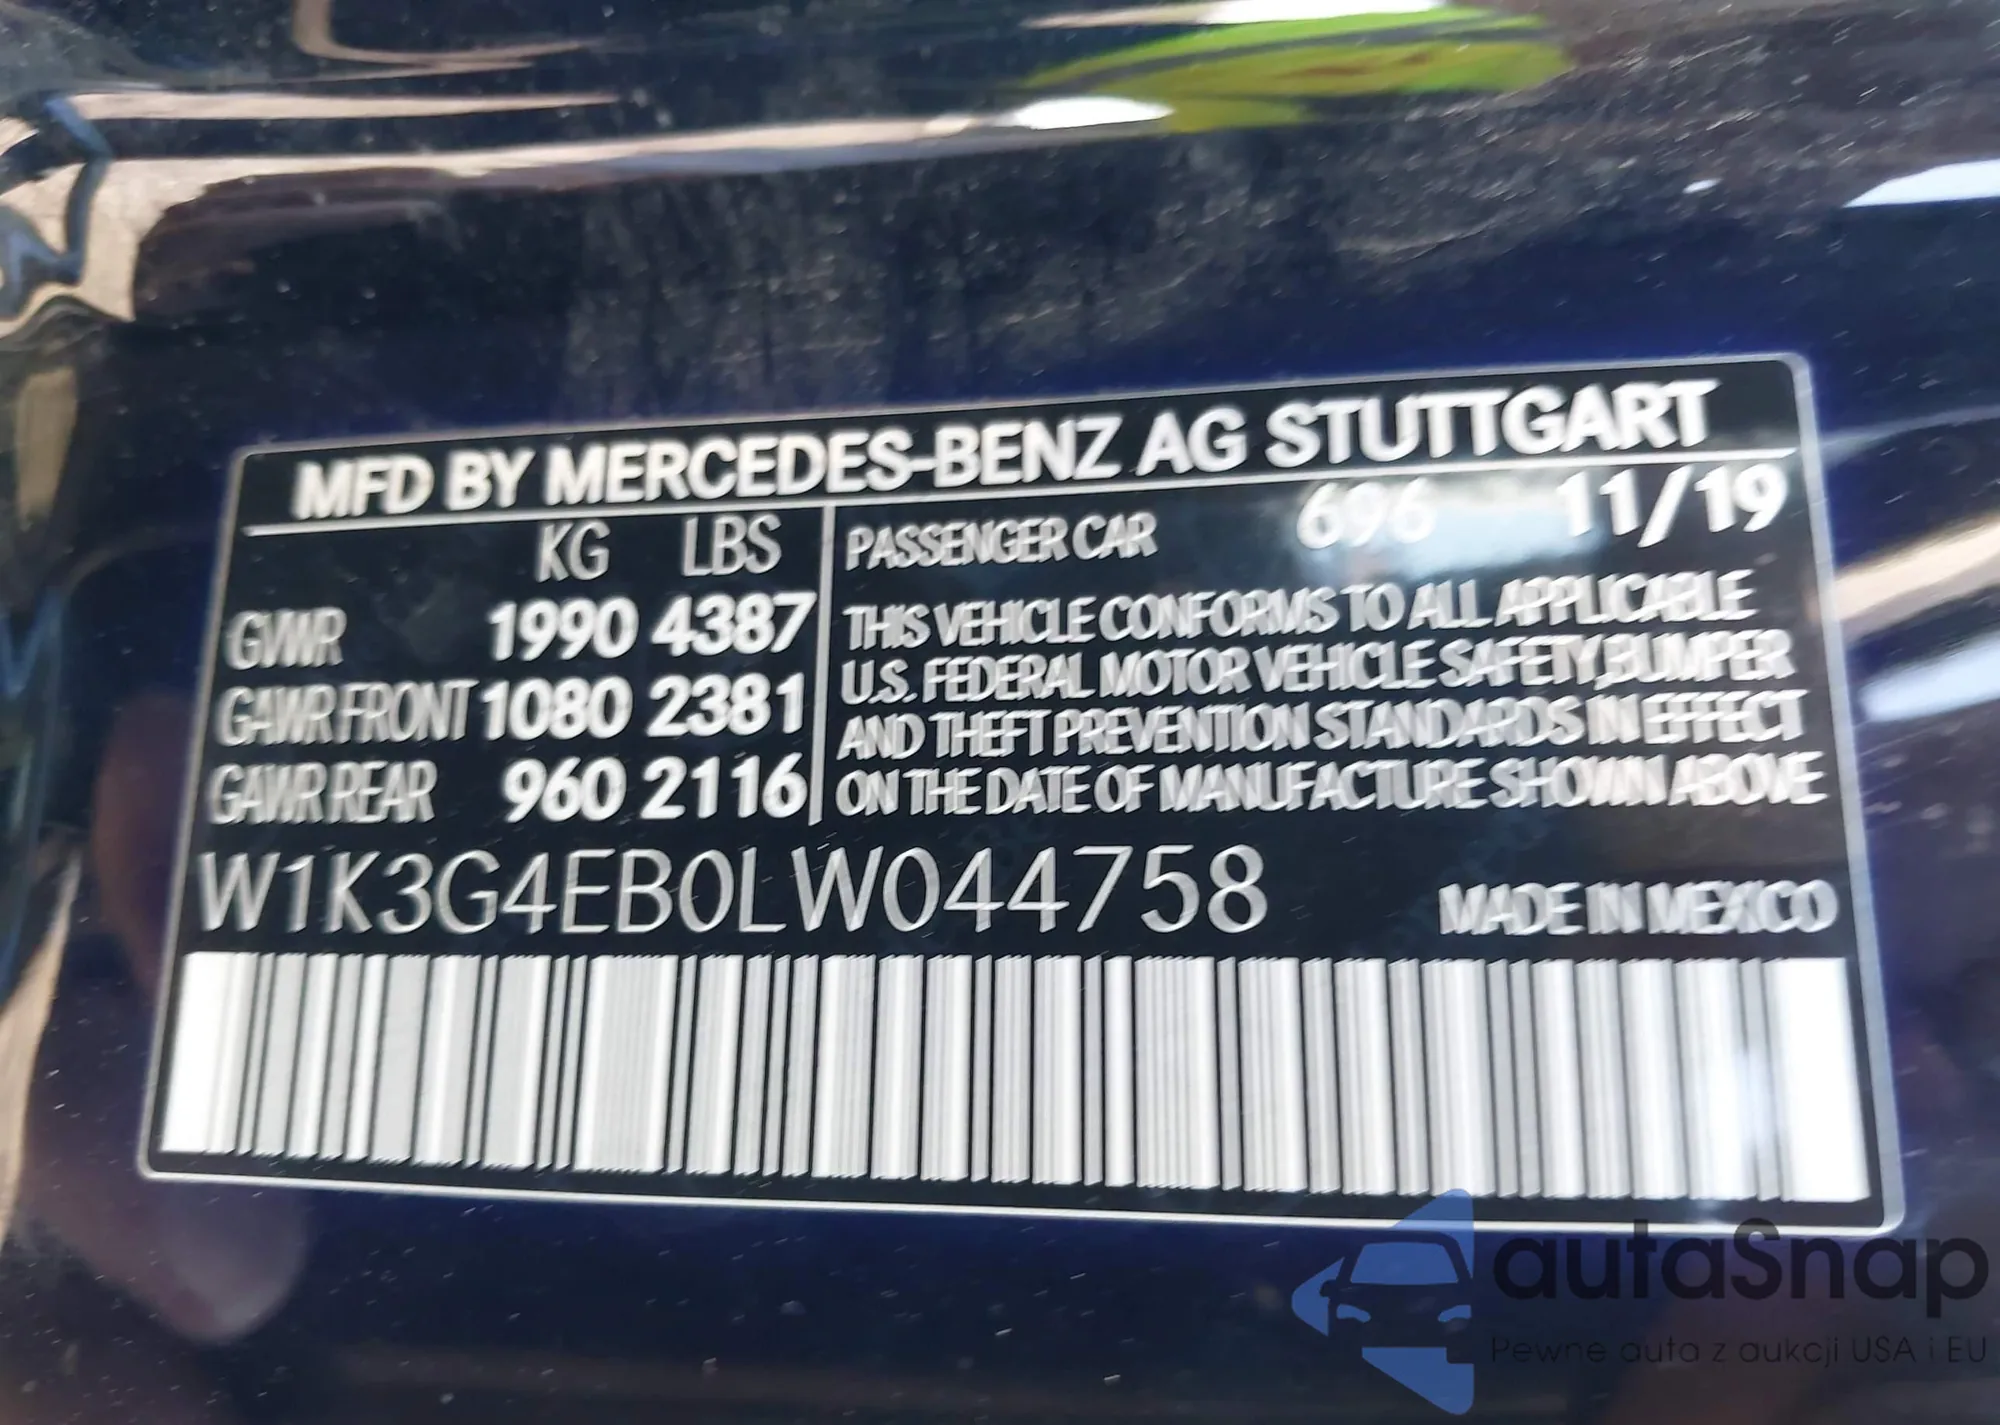 MFD BY MERCEDES-BENZ AG STUTTGART
KG LBS
GVWR 1990 4387
GAWR FRONT 1080 2381
GAWR REAR 960 2116
PASSENGER CAR 696 11/19
THIS VEHICLE CONFORMS TO ALL APPLICABLE
U.S. FEDERAL MOTOR VEHICLE SAFETY,BUMPER
AND THEFT PREVENTION STANDARDS IN EFFECT
ON THE DATE OF MANUFACTURE SHOWN ABOVE
W1K3G4EB0LW044758 MADE IN MEXICO
autaSnap
Pewne auta z aukcji USA i EU